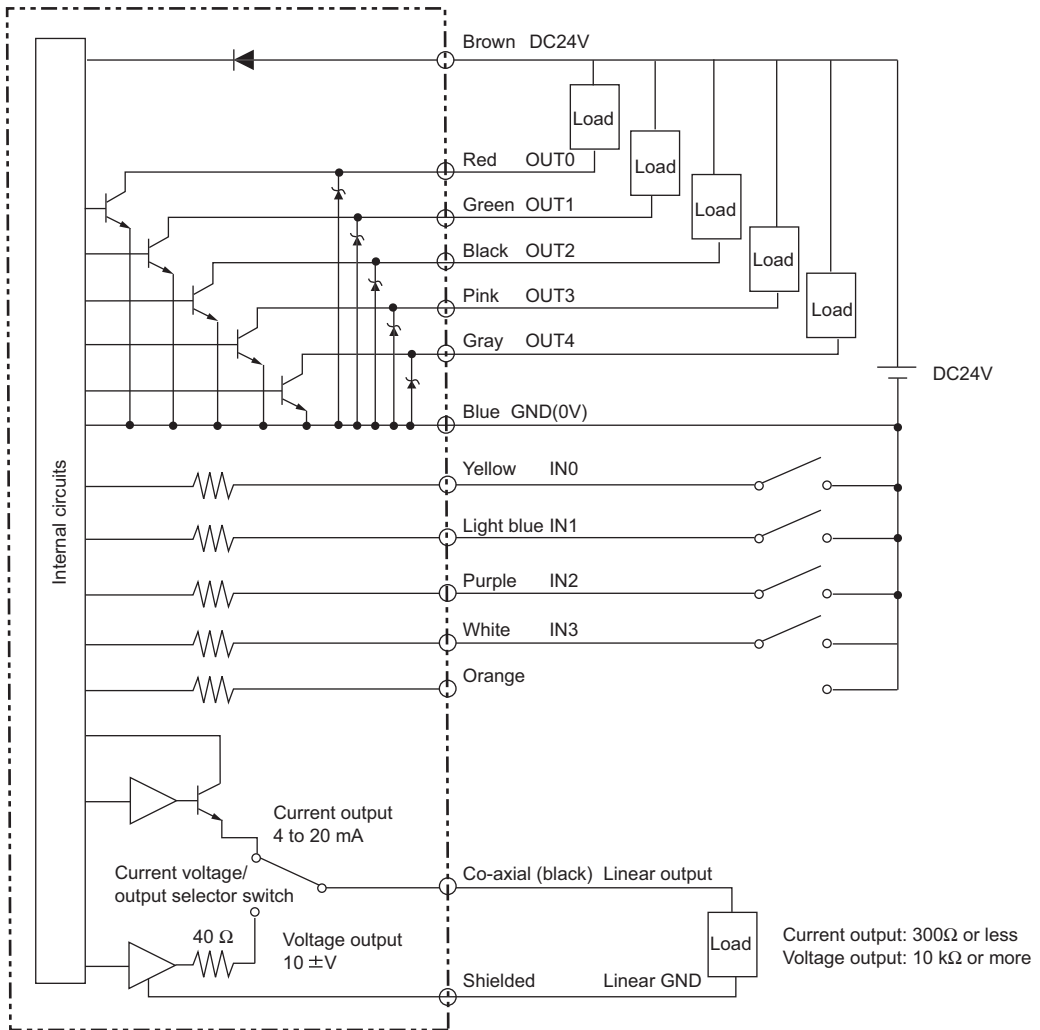 Brown DC24V
Load
Red OUT0
Load
Green OUT1
Load
Black OUT2
Load
Pink OUT3
Load
Gray OUT4
DC24V
Blue GND(0V)
Internal circuits
Yellow IN0
Light blue IN1
Purple IN2
White IN3
Orange
Current output
4 to 20 mA
Current voltage/
output selector switch
Co-axial (black) Linear output
40 Ω
Voltage output
10 ±V
Load
Current output: 300Ω or less
Voltage output: 10 kΩ or more
Shielded Linear GND